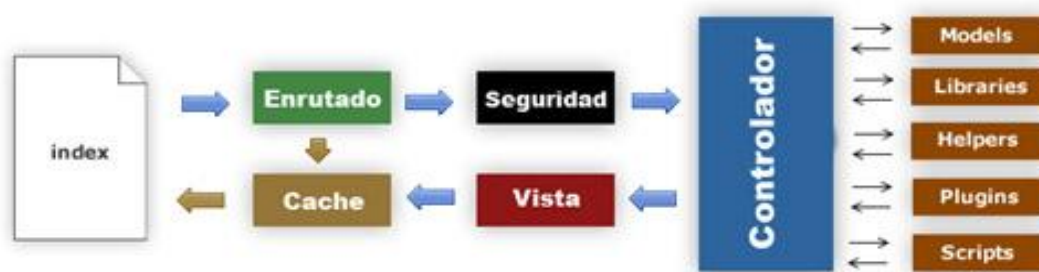 index
Enrutado
Seguridad
Cache
Vista
Controlador
Models
Libraries
Helpers
Plugins
Scripts